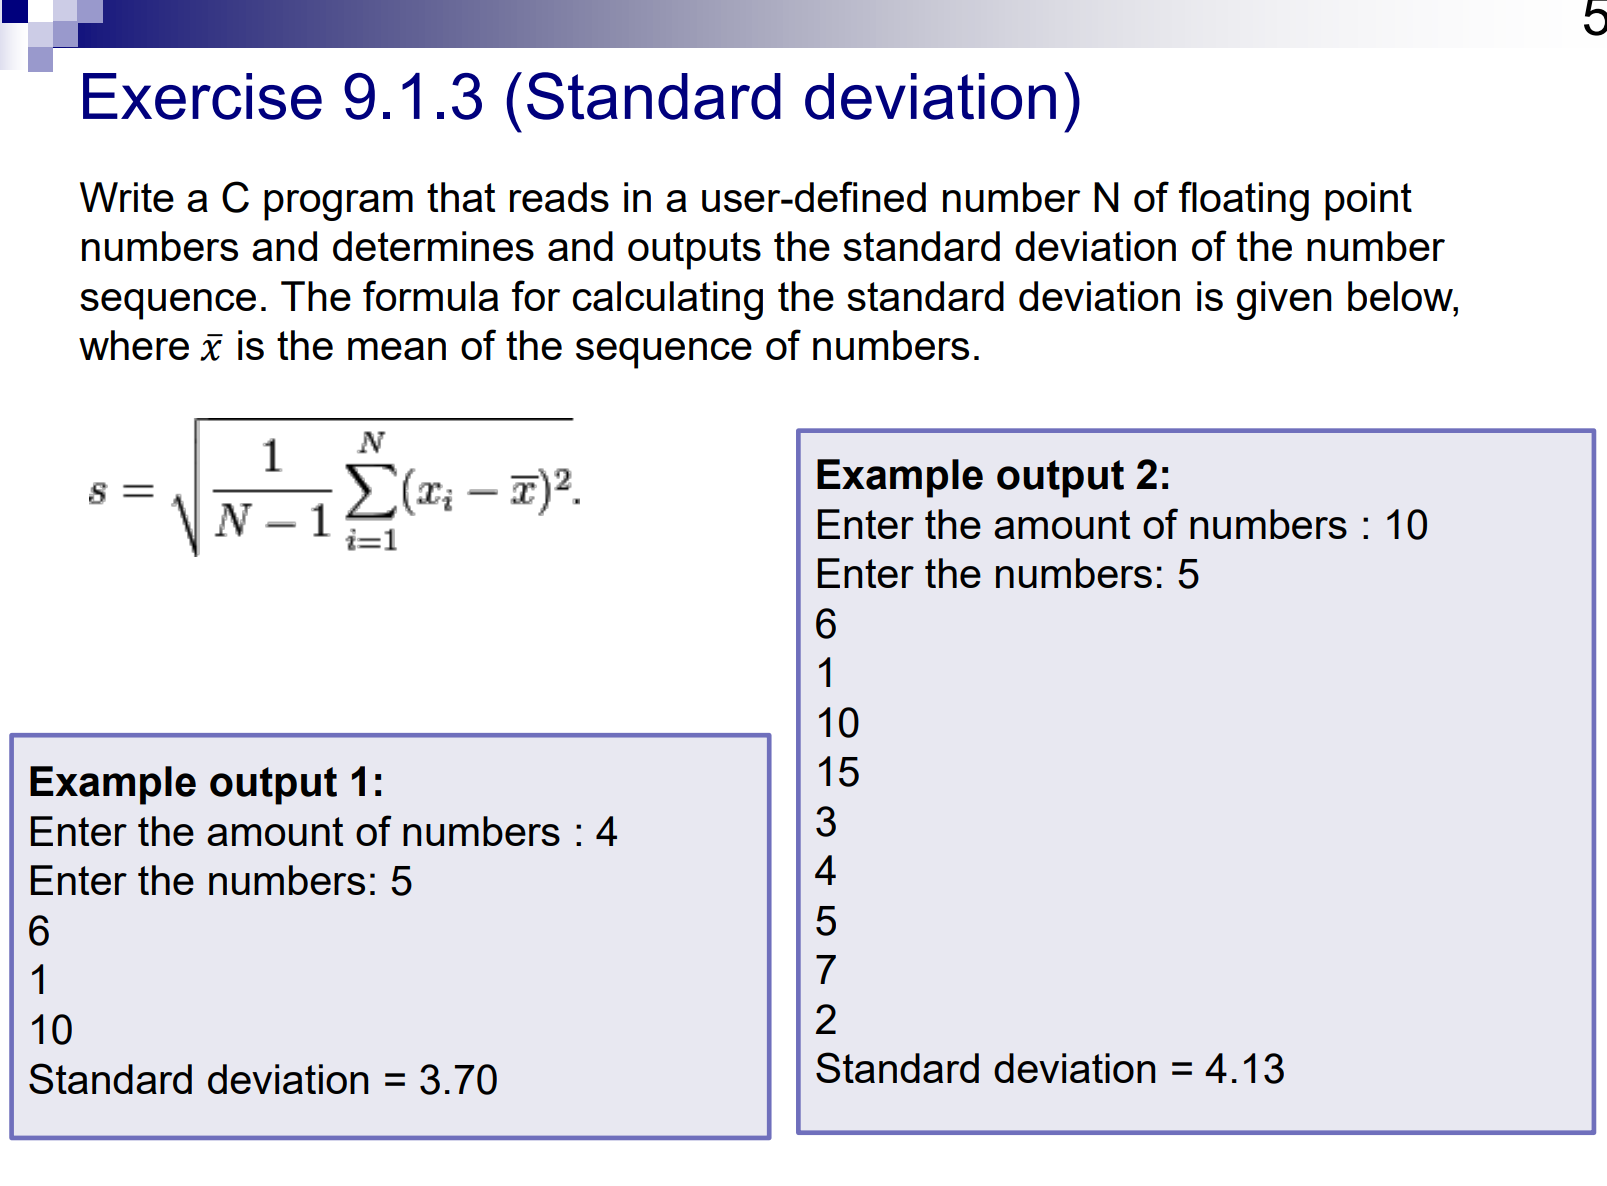 5
Exercise 9.1.3 (Standard deviation)
Write a C program that reads in a user-defined number N of floating point
numbers and determines and outputs the standard deviation of the number
sequence. The formula for calculating the standard deviation is given below,
where x̄ is the mean of the sequence of numbers.
s = √(1/(N − 1) ∑_{i=1}^{N} (x_i − x̄)²).
Example output 1:
Enter the amount of numbers : 4
Enter the numbers: 5
6
1
10
Standard deviation = 3.70
Example output 2:
Enter the amount of numbers : 10
Enter the numbers: 5
6
1
10
15
3
4
5
7
2
Standard deviation = 4.13